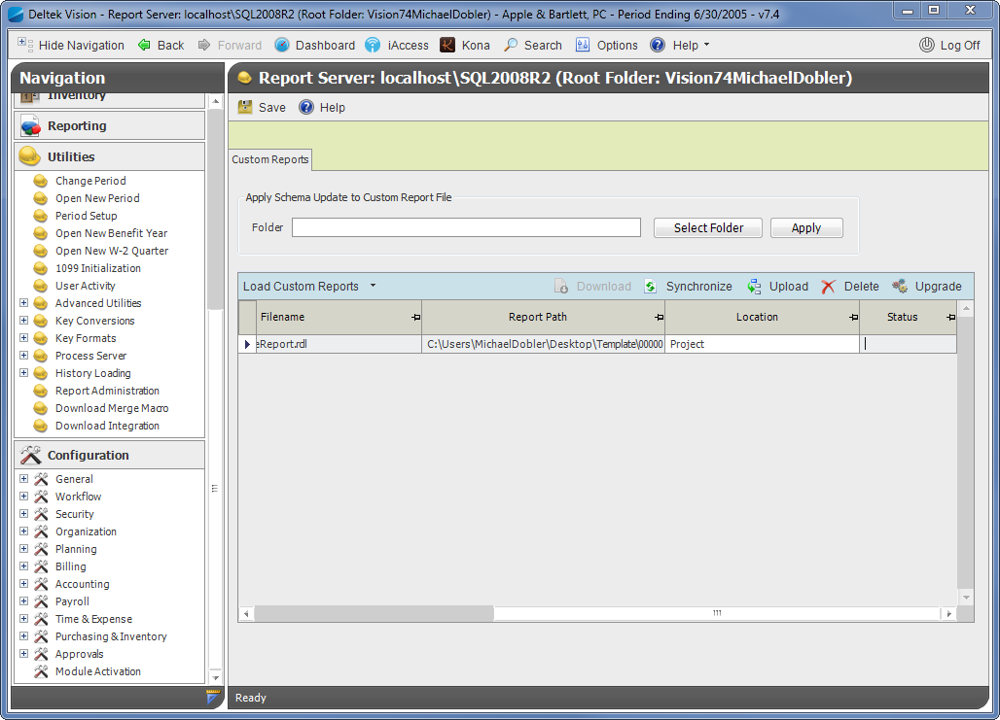 Deltek Vision - Report Server: localhost\SQL2008R2 (Root Folder: Vision74MichaelDobler) - Apple & Bartlett, PC - Period Ending 6/30/2005 - v7.4
Hide Navigation Back Forward Dashboard iAccess Kona Search Options Help Log Off
Navigation
Inventory
Reporting
Utilities
Change Period
Open New Period
Period Setup
Open New Benefit Year
Open New W-2 Quarter
1099 Initialization
User Activity
Advanced Utilities
Key Conversions
Key Formats
Process Server
History Loading
Report Administration
Download Merge Macro
Download Integration
Configuration
General
Workflow
Security
Organization
Planning
Billing
Accounting
Payroll
Time & Expense
Purchasing & Inventory
Approvals
Module Activation
Report Server: localhost\SQL2008R2 (Root Folder: Vision74MichaelDobler)
Save Help
Custom Reports
Apply Schema Update to Custom Report File
Folder Select Folder Apply
Load Custom Reports Download Synchronize Upload Delete Upgrade
Filename Report Path Location Status
eReport.rdl C:\Users\MichaelDobler\Desktop\Template\00000 Project
Ready